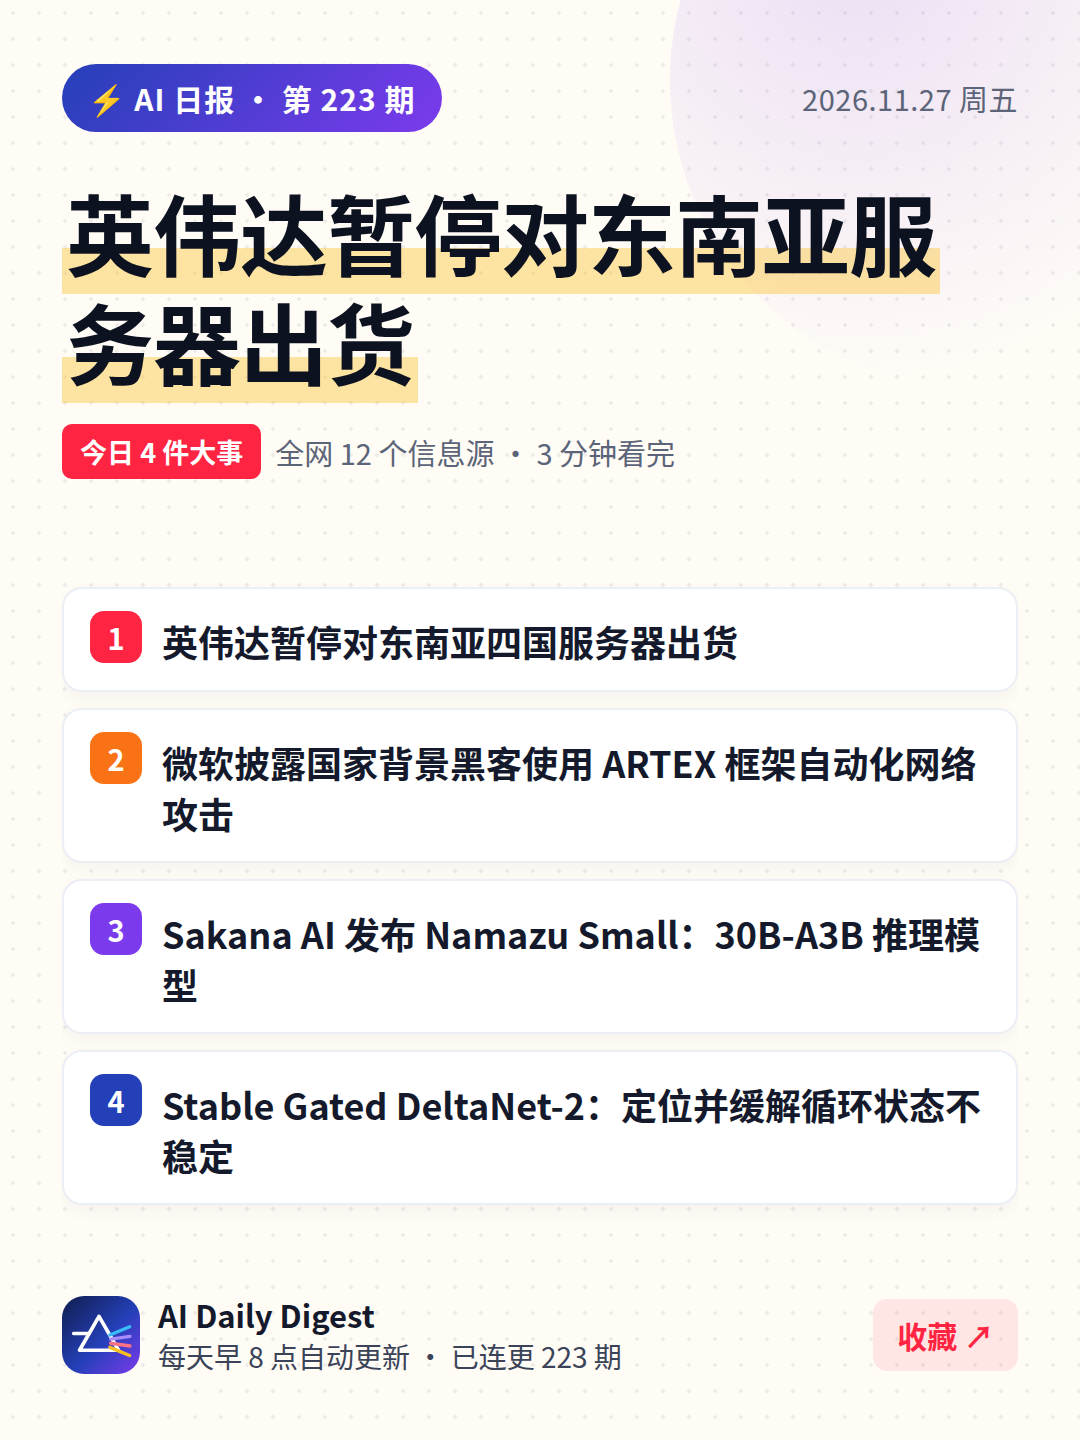 ⚡ AI 日报 · 第 223 期
2026.11.27 周五
英伟达暂停对东南亚服
务器出货
今日 4 件大事
全网 12 个信息源 · 3 分钟看完
1
英伟达暂停对东南亚四国服务器出货
2
微软披露国家背景黑客使用 ARTEX 框架自动化网络
攻击
3
Sakana AI 发布 Namazu Small：30B-A3B 推理模
型
4
Stable Gated DeltaNet-2：定位并缓解循环状态不
稳定
AI Daily Digest
每天早 8 点自动更新 · 已连更 223 期
收藏 ↗